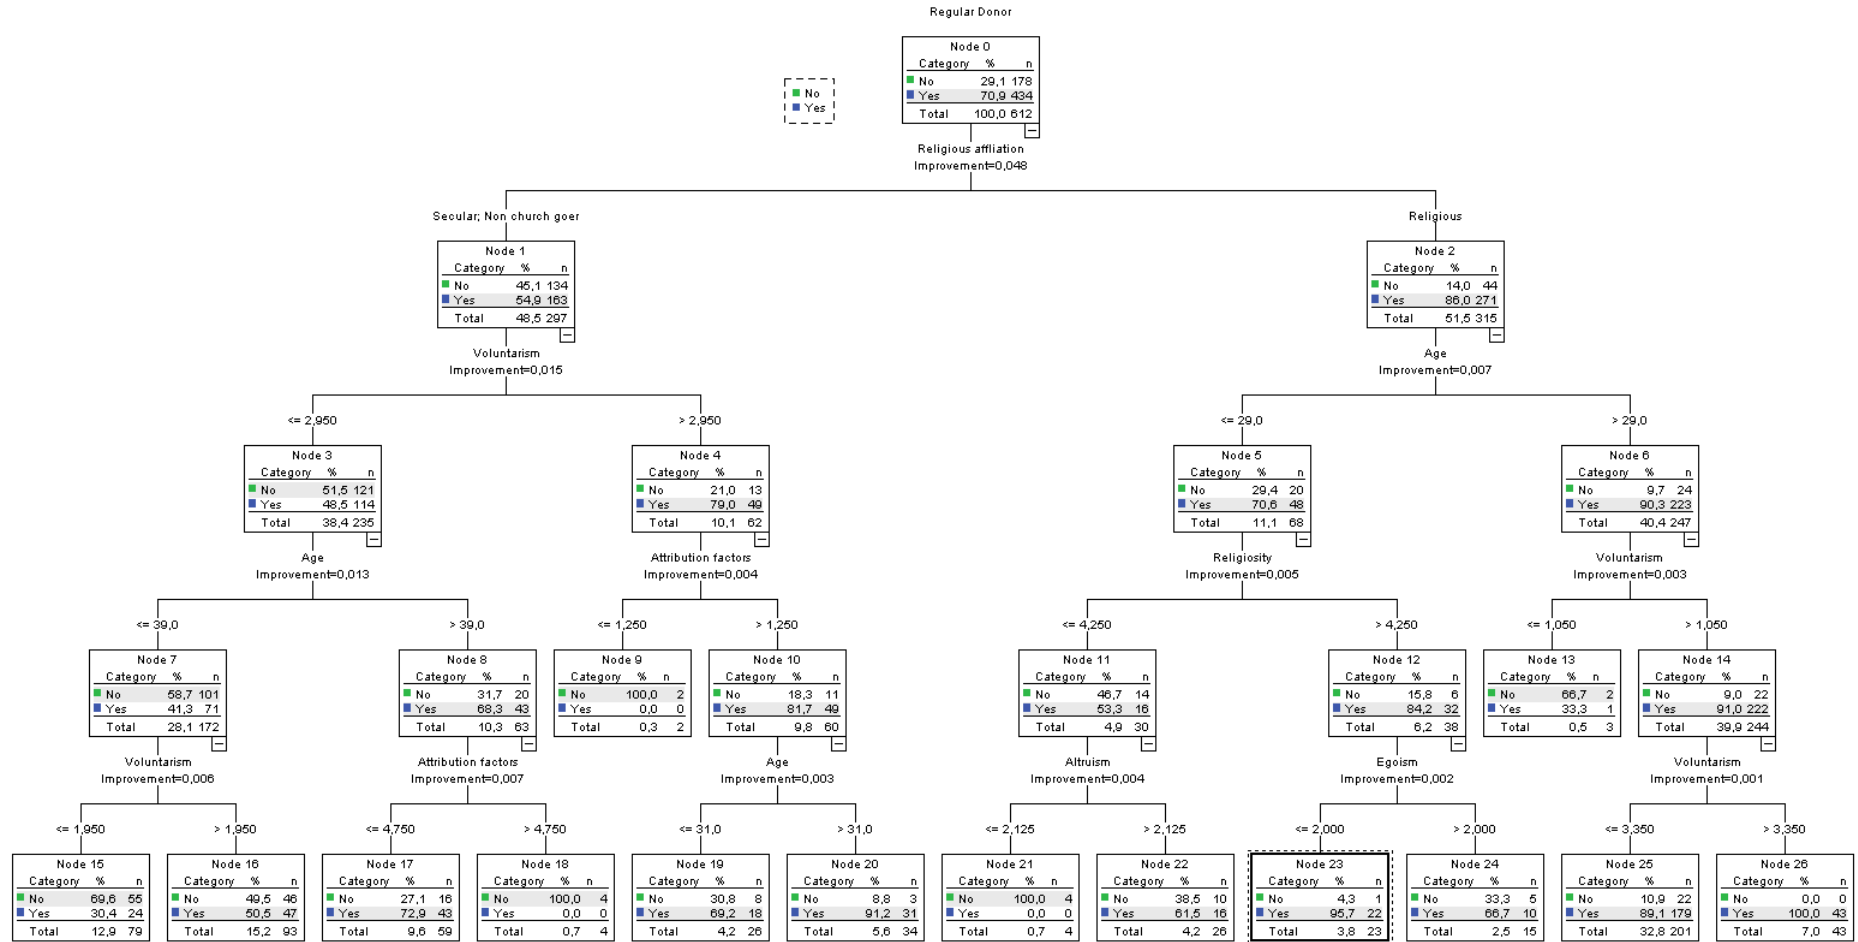 Regular Donor
Node 0
Category % n
No 29,1 178
Yes 70,9 434
Total 100,0 612
No
Yes
Religious affliation
Improvement=0,048
Secular; Non church goer
Religious
Node 1
Category % n
No 45,1 134
Yes 54,9 163
Total 48,5 297
Node 2
Category % n
No 14,0 44
Yes 86,0 271
Total 51,5 315
Voluntarism
Improvement=0,015
Age
Improvement=0,007
<= 2,950
> 2,950
<= 29,0
> 29,0
Node 3
Category % n
No 51,5 121
Yes 48,5 114
Total 38,4 235
Node 4
Category % n
No 21,0 13
Yes 79,0 49
Total 10,1 62
Node 5
Category % n
No 29,4 20
Yes 70,6 48
Total 11,1 68
Node 6
Category % n
No 9,7 24
Yes 90,3 223
Total 40,4 247
Age
Improvement=0,013
Attribution factors
Improvement=0,004
Religiosity
Improvement=0,005
Voluntarism
Improvement=0,003
<= 39,0
> 39,0
<= 1,250
> 1,250
<= 4,250
> 4,250
<= 1,050
> 1,050
Node 7
Category % n
No 58,7 101
Yes 41,3 71
Total 28,1 172
Node 8
Category % n
No 31,7 20
Yes 68,3 43
Total 10,3 63
Node 9
Category % n
No 100,0 2
Yes 0,0 0
Total 0,3 2
Node 10
Category % n
No 18,3 11
Yes 81,7 49
Total 9,8 60
Node 11
Category % n
No 46,7 14
Yes 53,3 16
Total 4,9 30
Node 12
Category % n
No 15,8 6
Yes 84,2 32
Total 6,2 38
Node 13
Category % n
No 66,7 2
Yes 33,3 1
Total 0,5 3
Node 14
Category % n
No 9,0 22
Yes 91,0 222
Total 39,9 244
Voluntarism
Improvement=0,006
Attribution factors
Improvement=0,007
Age
Improvement=0,003
Altruism
Improvement=0,004
Egoism
Improvement=0,002
Voluntarism
Improvement=0,001
<= 1,950
> 1,950
<= 4,750
> 4,750
<= 31,0
> 31,0
<= 2,125
> 2,125
<= 2,000
> 2,000
<= 3,350
> 3,350
Node 15
Category % n
No 69,6 55
Yes 30,4 24
Total 12,9 79
Node 16
Category % n
No 49,5 46
Yes 50,5 47
Total 15,2 93
Node 17
Category % n
No 27,1 16
Yes 72,9 43
Total 9,6 59
Node 18
Category % n
No 100,0 4
Yes 0,0 0
Total 0,7 4
Node 19
Category % n
No 30,8 8
Yes 69,2 18
Total 4,2 26
Node 20
Category % n
No 8,8 3
Yes 91,2 31
Total 5,6 34
Node 21
Category % n
No 100,0 4
Yes 0,0 0
Total 0,7 4
Node 22
Category % n
No 38,5 10
Yes 61,5 16
Total 4,2 26
Node 23
Category % n
No 4,3 1
Yes 95,7 22
Total 3,8 23
Node 24
Category % n
No 33,3 5
Yes 66,7 10
Total 2,5 15
Node 25
Category % n
No 10,9 22
Yes 89,1 179
Total 32,8 201
Node 26
Category % n
No 0,0 0
Yes 100,0 43
Total 7,0 43